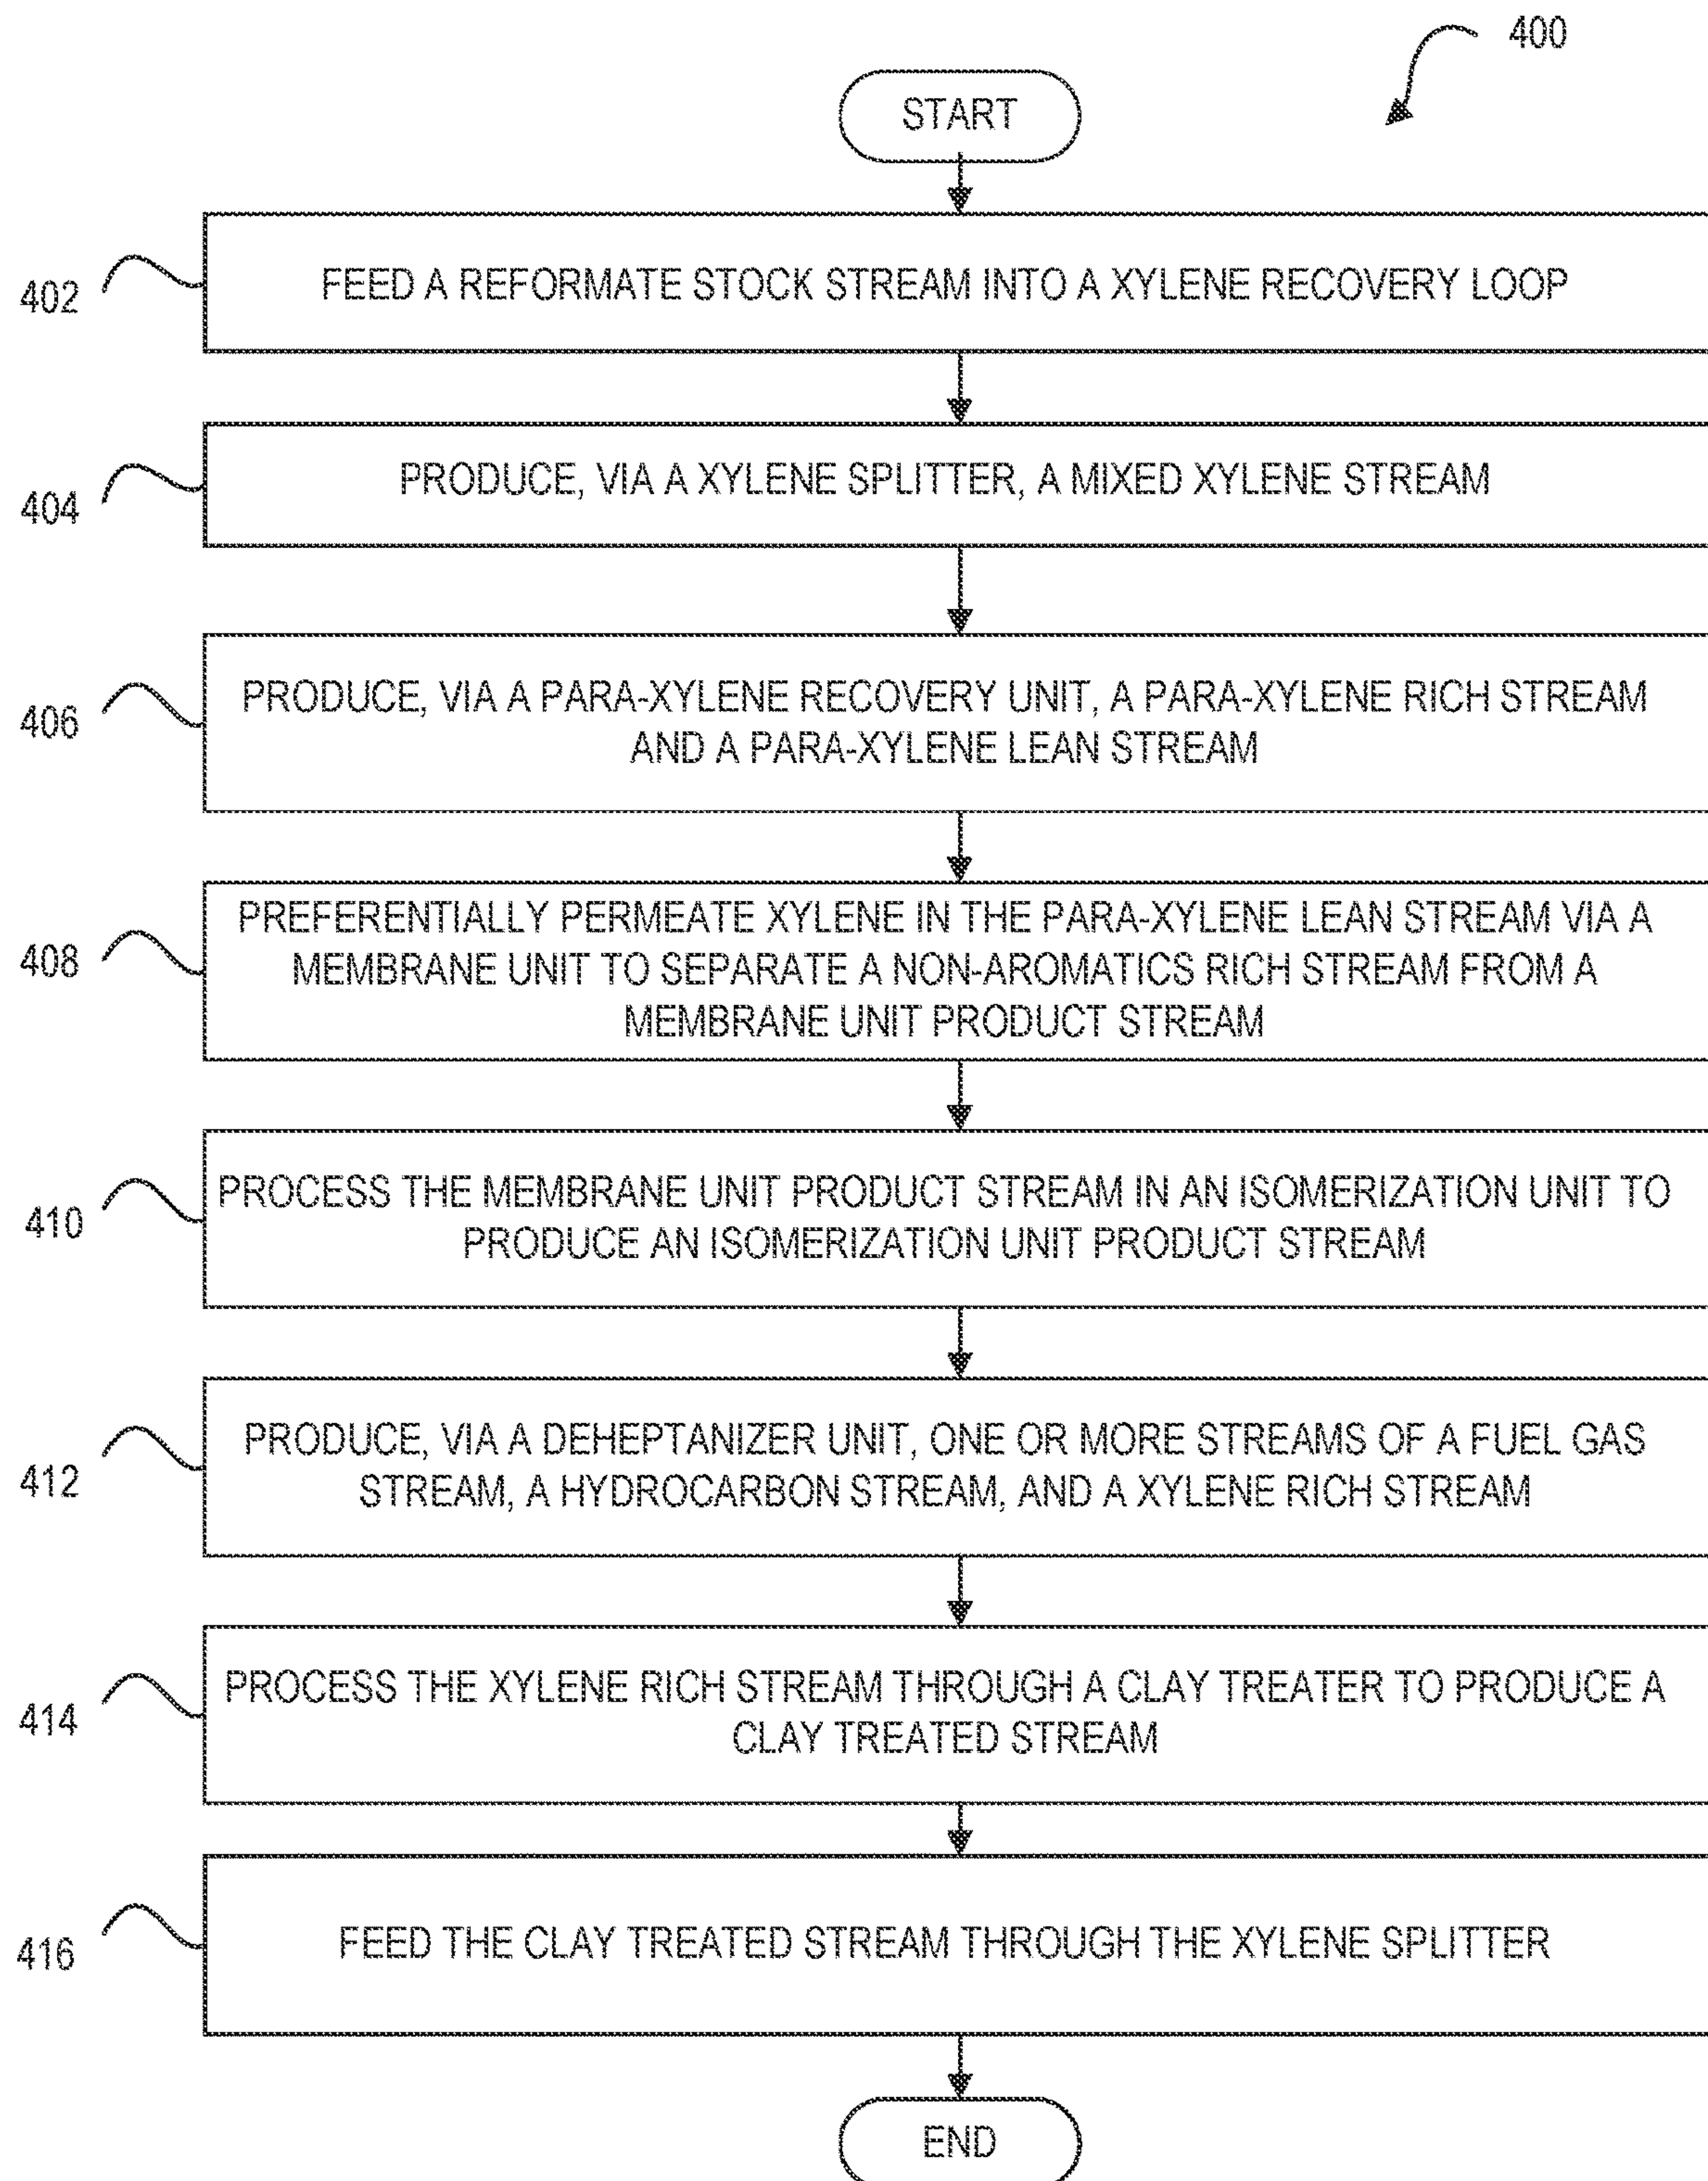 400
START
402
FEED A REFORMATE STOCK STREAM INTO A XYLENE RECOVERY LOOP
404
PRODUCE, VIA A XYLENE SPLITTER, A MIXED XYLENE STREAM
406
PRODUCE, VIA A PARA-XYLENE RECOVERY UNIT, A PARA-XYLENE RICH STREAM
AND A PARA-XYLENE LEAN STREAM
408
PREFERENTIALLY PERMEATE XYLENE IN THE PARA-XYLENE LEAN STREAM VIA A
MEMBRANE UNIT TO SEPARATE A NON-AROMATICS RICH STREAM FROM A
MEMBRANE UNIT PRODUCT STREAM
410
PROCESS THE MEMBRANE UNIT PRODUCT STREAM IN AN ISOMERIZATION UNIT TO
PRODUCE AN ISOMERIZATION UNIT PRODUCT STREAM
412
PRODUCE, VIA A DEHEPTANIZER UNIT, ONE OR MORE STREAMS OF A FUEL GAS
STREAM, A HYDROCARBON STREAM, AND A XYLENE RICH STREAM
414
PROCESS THE XYLENE RICH STREAM THROUGH A CLAY TREATER TO PRODUCE A
CLAY TREATED STREAM
416
FEED THE CLAY TREATED STREAM THROUGH THE XYLENE SPLITTER
END